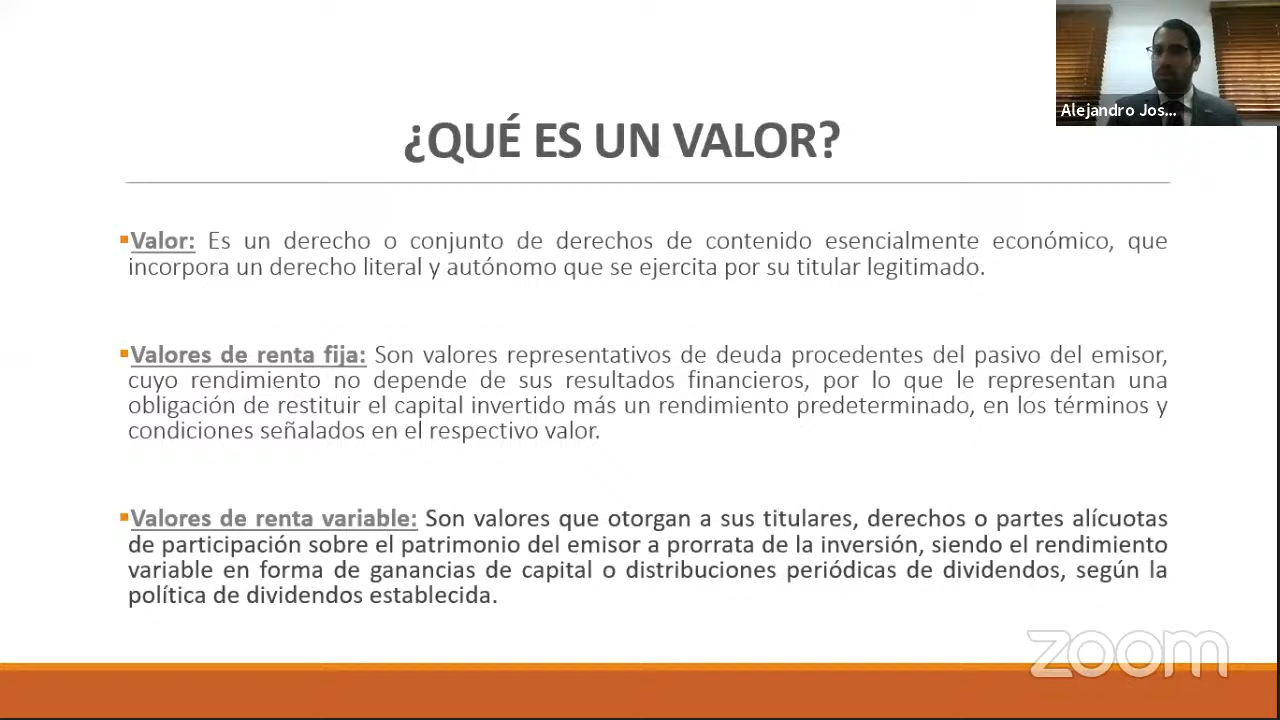 Alejandro Jos...
¿QUÉ ES UN VALOR?
▪Valor: Es un derecho o conjunto de derechos de contenido esencialmente económico, que
incorpora un derecho literal y autónomo que se ejercita por su titular legitimado.
▪Valores de renta fija: Son valores representativos de deuda procedentes del pasivo del emisor,
cuyo rendimiento no depende de sus resultados financieros, por lo que le representan una
obligación de restituir el capital invertido más un rendimiento predeterminado, en los términos y
condiciones señalados en el respectivo valor.
▪Valores de renta variable: Son valores que otorgan a sus titulares, derechos o partes alícuotas
de participación sobre el patrimonio del emisor a prorrata de la inversión, siendo el rendimiento
variable en forma de ganancias de capital o distribuciones periódicas de dividendos, según la
política de dividendos establecida.
zoom